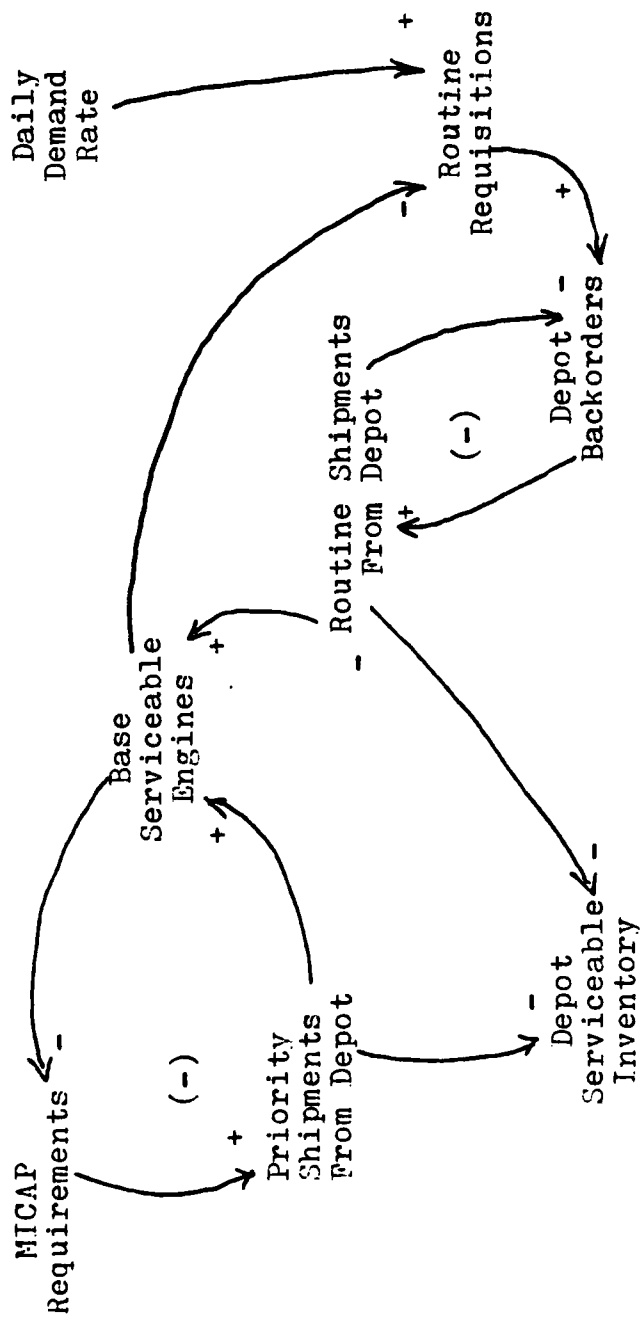 MICAP
Requirements
-
(-)
+
Priority
Shipments
From Depot
-
Depot
Serviceable
Inventory
-
Base
Serviceable
Engines
+
+
-
Routine Shipments
From Depot
+
(-)
-
Depot
Backorders
+
Daily
Demand
Rate
+
-
Routine
Requisitions